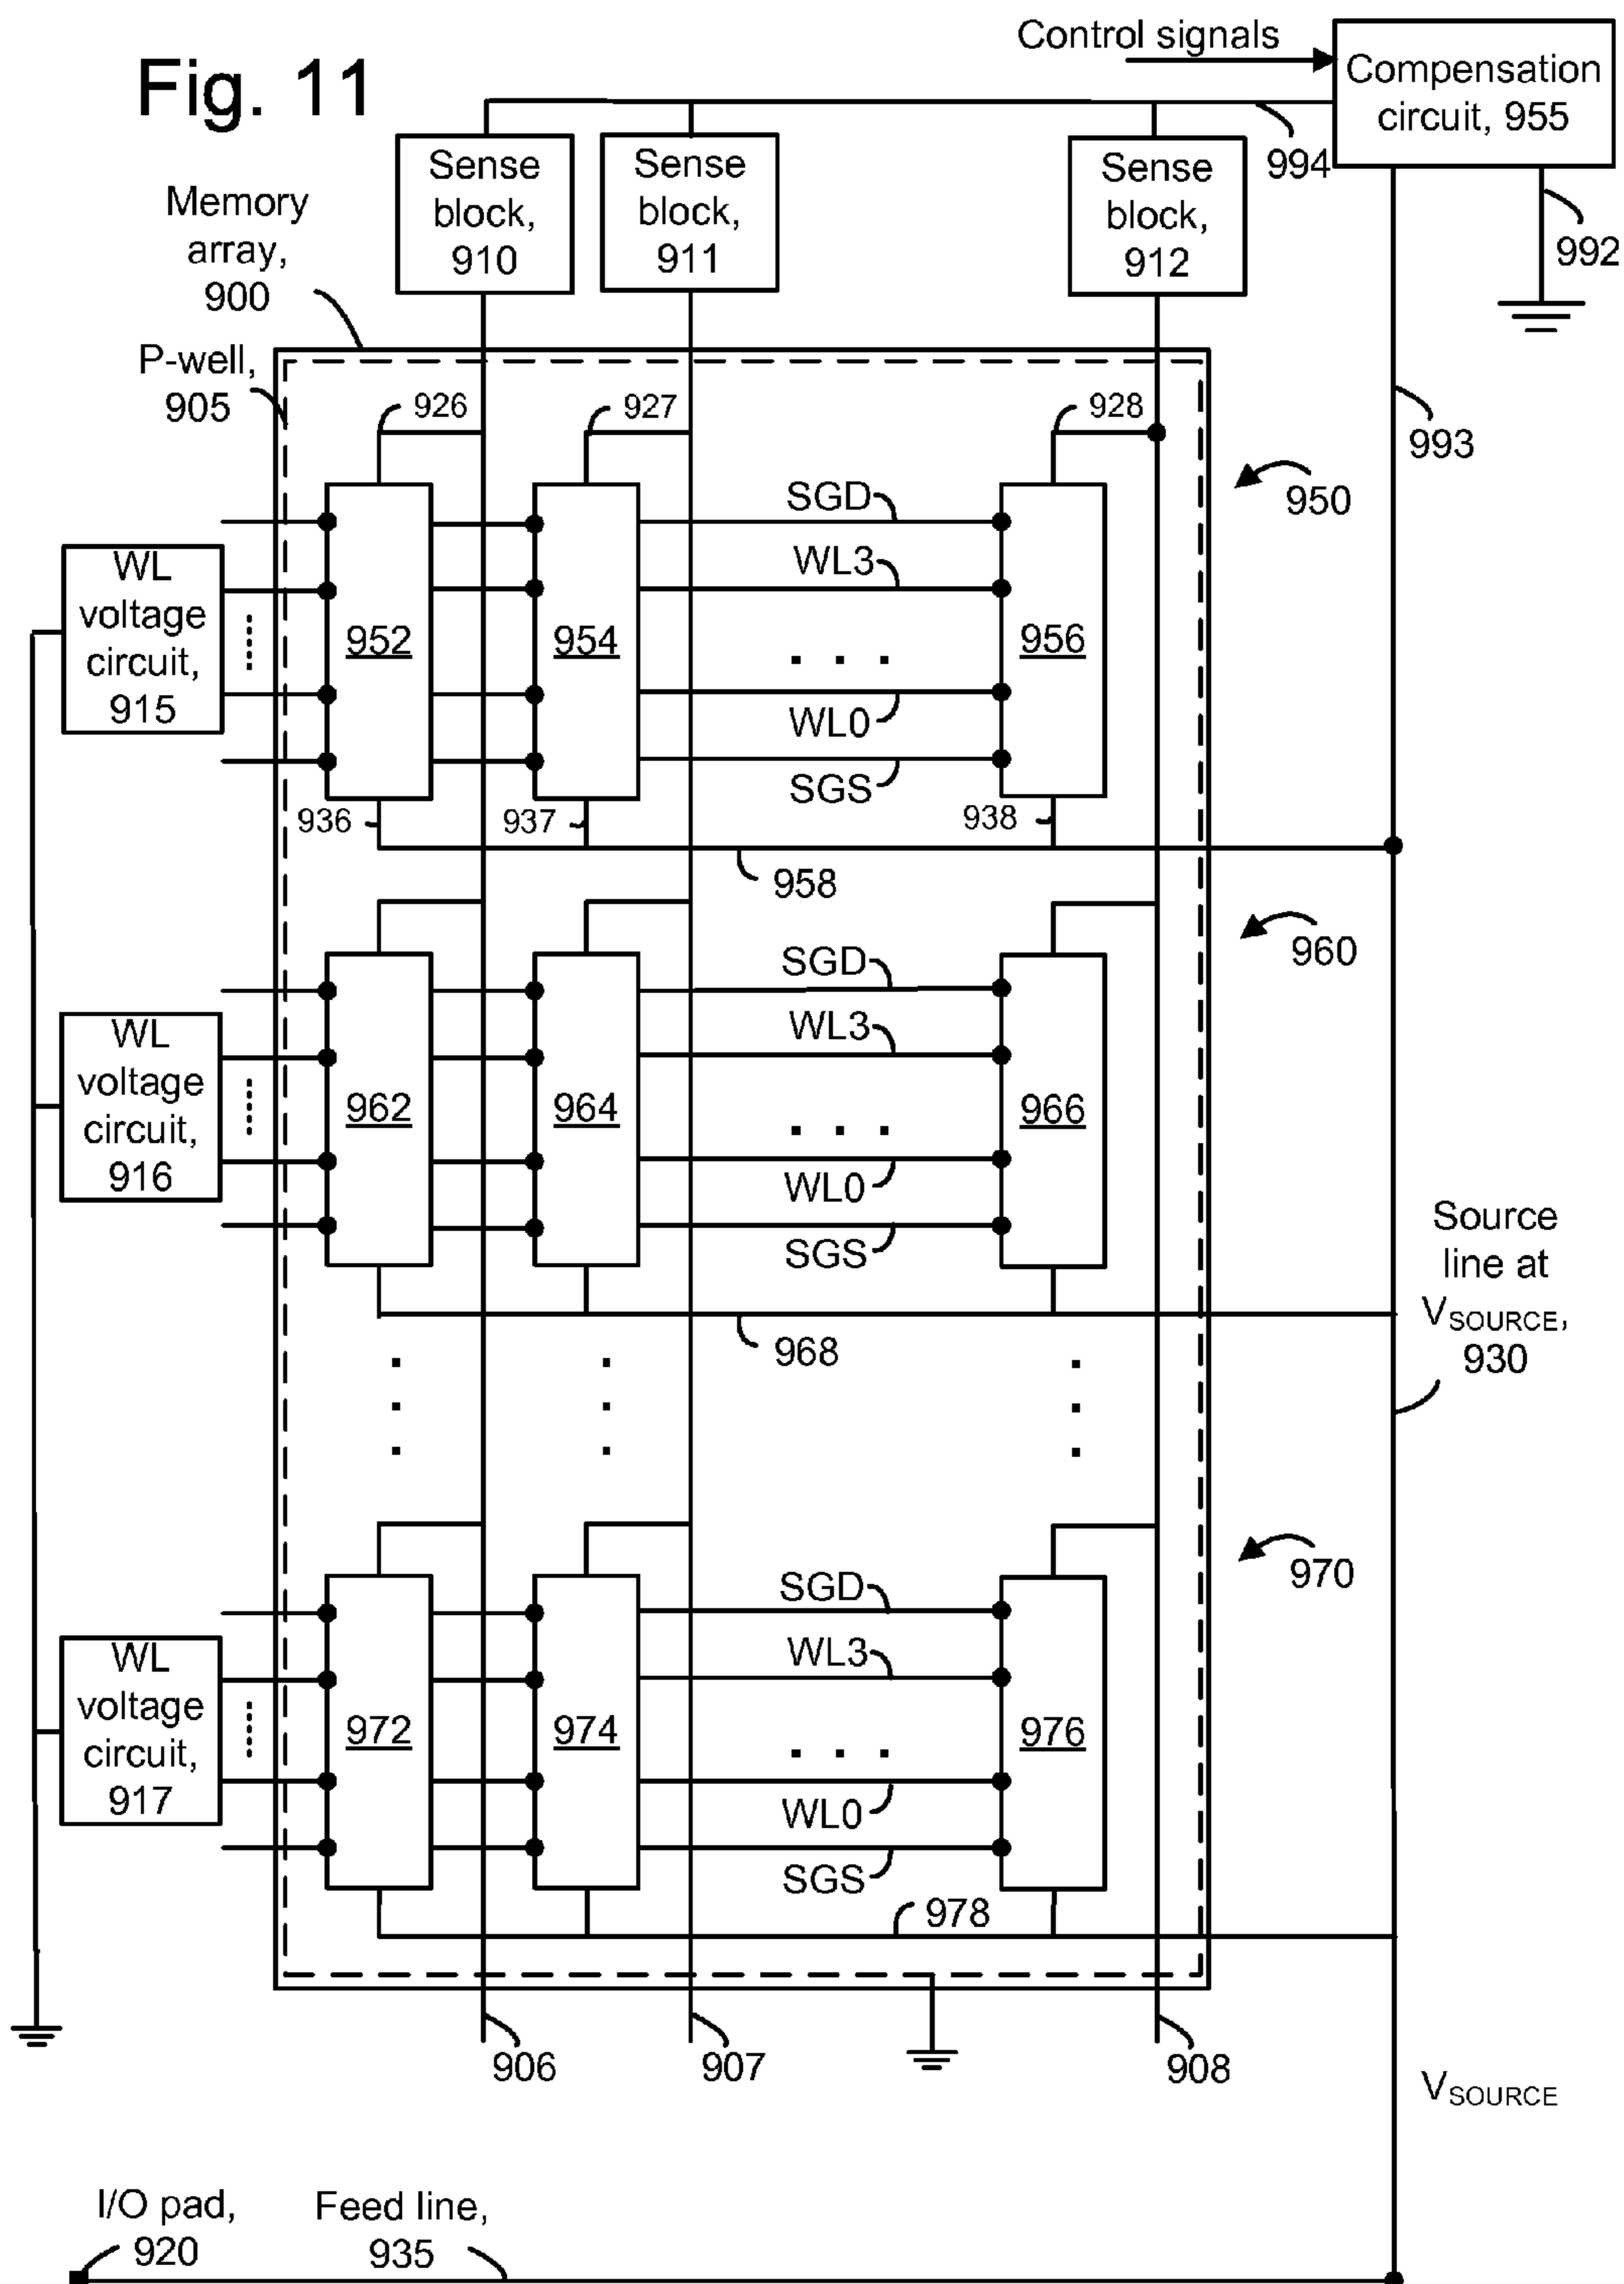 Fig. 11
Control signals
Compensation
circuit, 955
994
992
993
Sense
block,
910
Sense
block,
911
Sense
block,
912
Memory
array,
900
P-well,
905
926
927
928
950
SGD
WL3
WL0
SGS
WL
voltage
circuit,
915
952
954
956
936
937
938
958
960
SGD
WL3
WL0
SGS
WL
voltage
circuit,
916
962
964
966
968
Source
line at
VSOURCE,
930
970
SGD
WL3
WL0
SGS
WL
voltage
circuit,
917
972
974
976
978
906
907
908
VSOURCE
I/O pad,
920
Feed line,
935